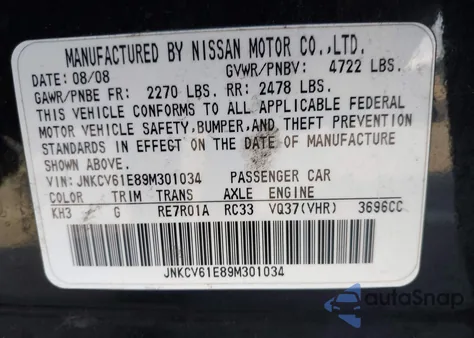 MANUFACTURED BY NISSAN MOTOR CO.,LTD.
DATE: 08/08 GVWR/PNBV: 4722 LBS.
GAWR/PNBE FR: 2270 LBS. RR: 2478 LBS.
THIS VEHICLE CONFORMS TO ALL APPLICABLE FEDERAL
MOTOR VEHICLE SAFETY,BUMPER,AND THEFT PREVENTION
STANDARDS IN EFFECT ON THE DATE OF MANUFACTURE
SHOWN ABOVE.
VIN: JNKCV61E89M301034 PASSENGER CAR
COLOR TRIM TRANS AXLE ENGINE
KH3 G RE7R01A RC33 VQ37(VHR) 3696CC
JNKCV61E89M301034
autoSnap